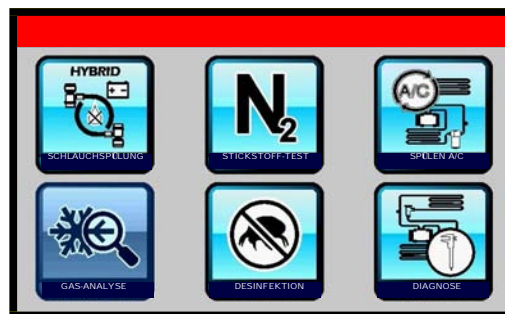 HYBRID
SCHLAUCHSPÜLUNG
N2
STICKSTOFF-TEST
A/C
SPÜLEN A/C
GAS-ANALYSE
DESINFEKTION
DIAGNOSE